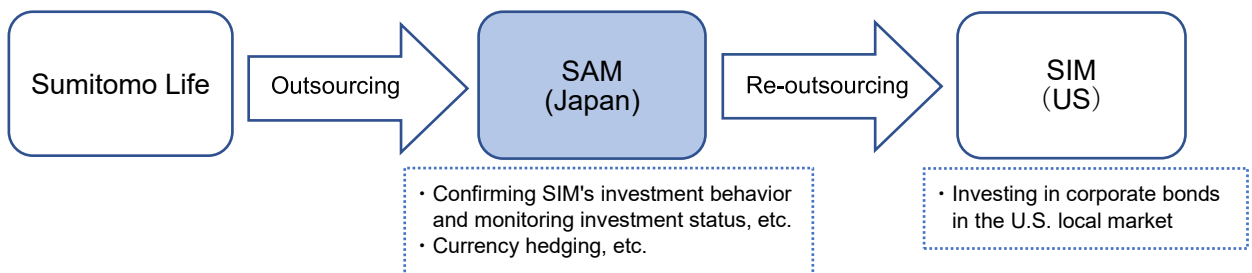 Sumitomo Life
Outsourcing
SAM
(Japan)
Re-outsourcing
SIM
（US）
・Confirming SIM's investment behavior
and monitoring investment status, etc.
・Currency hedging, etc.
・Investing in corporate bonds
in the U.S. local market